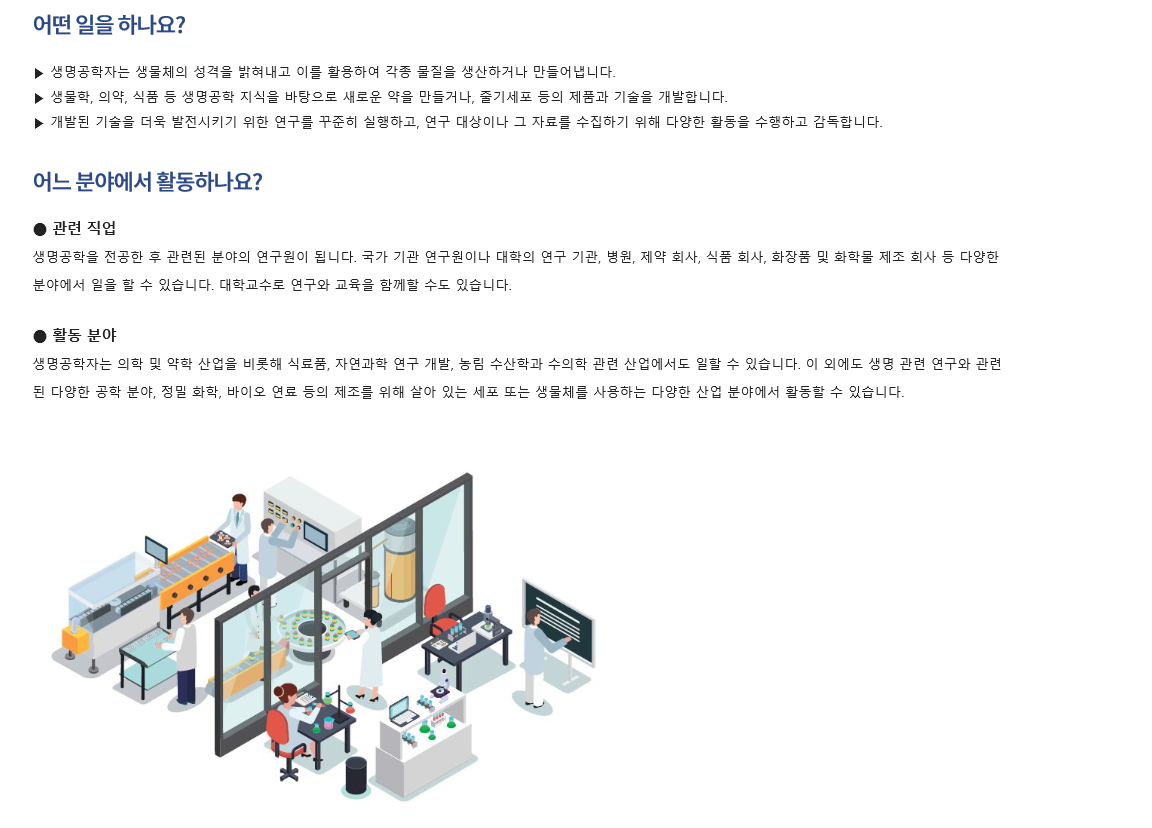 어떤 일을 하나요?
▶ 생명공학자는 생물체의 성격을 밝혀내고 이를 활용하여 각종 물질을 생산하거나 만들어냅니다.
▶ 생물학, 의약, 식품 등 생명공학 지식을 바탕으로 새로운 약을 만들거나, 줄기세포 등의 제품과 기술을 개발합니다.
▶ 개발된 기술을 더욱 발전시키기 위한 연구를 꾸준히 실행하고, 연구 대상이나 그 자료를 수집하기 위해 다양한 활동을 수행하고 감독합니다.
어느 분야에서 활동하나요?
● 관련 직업
생명공학을 전공한 후 관련된 분야의 연구원이 됩니다. 국가 기관 연구원이나 대학의 연구 기관, 병원, 제약 회사, 식품 회사, 화장품 및 화학물 제조 회사 등 다양한
분야에서 일을 할 수 있습니다. 대학교수로 연구와 교육을 함께할 수도 있습니다.
● 활동 분야
생명공학자는 의학 및 약학 산업을 비롯해 식료품, 자연과학 연구 개발, 농림 수산학과 수의학 관련 산업에서도 일할 수 있습니다. 이 외에도 생명 관련 연구와 관련
된 다양한 공학 분야, 정밀 화학, 바이오 연료 등의 제조를 위해 살아 있는 세포 또는 생물체를 사용하는 다양한 산업 분야에서 활동할 수 있습니다.